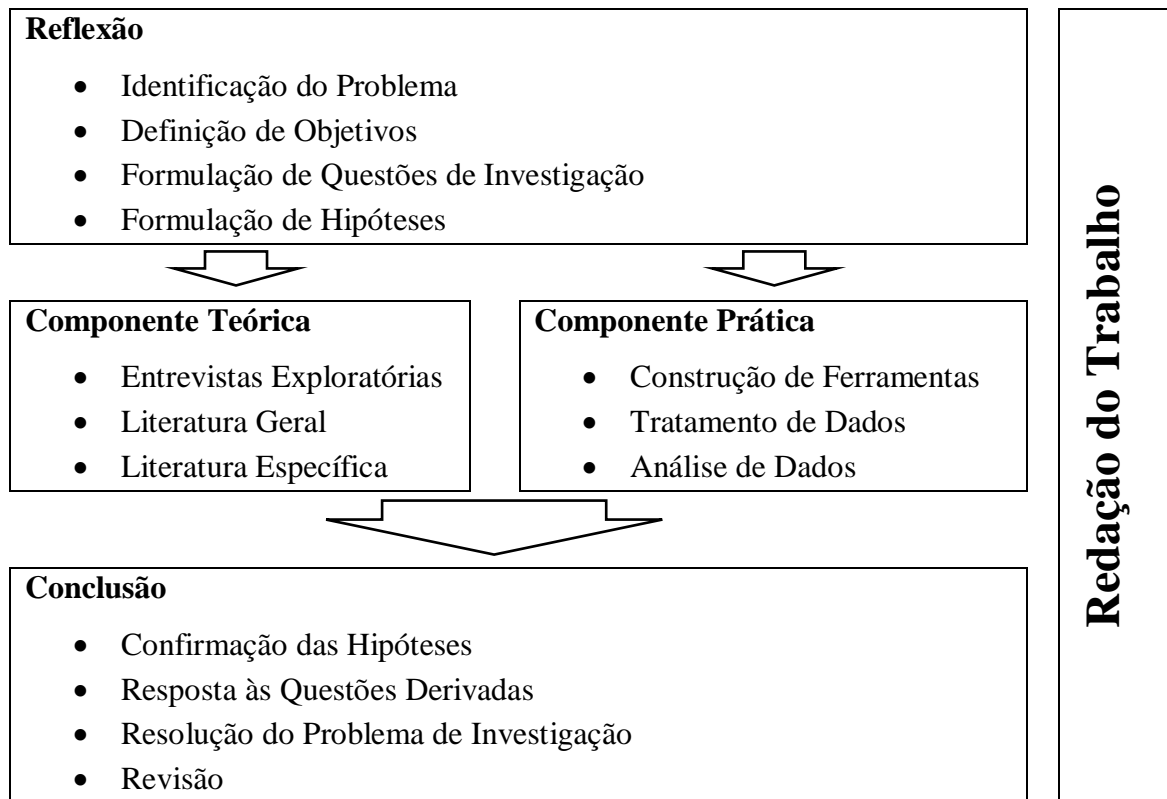 Reflexão
• Identificação do Problema
• Definição de Objetivos
• Formulação de Questões de Investigação
• Formulação de Hipóteses
Componente Teórica
• Entrevistas Exploratórias
• Literatura Geral
• Literatura Específica
Componente Prática
• Construção de Ferramentas
• Tratamento de Dados
• Análise de Dados
Conclusão
• Confirmação das Hipóteses
• Resposta às Questões Derivadas
• Resolução do Problema de Investigação
• Revisão
Redação do Trabalho